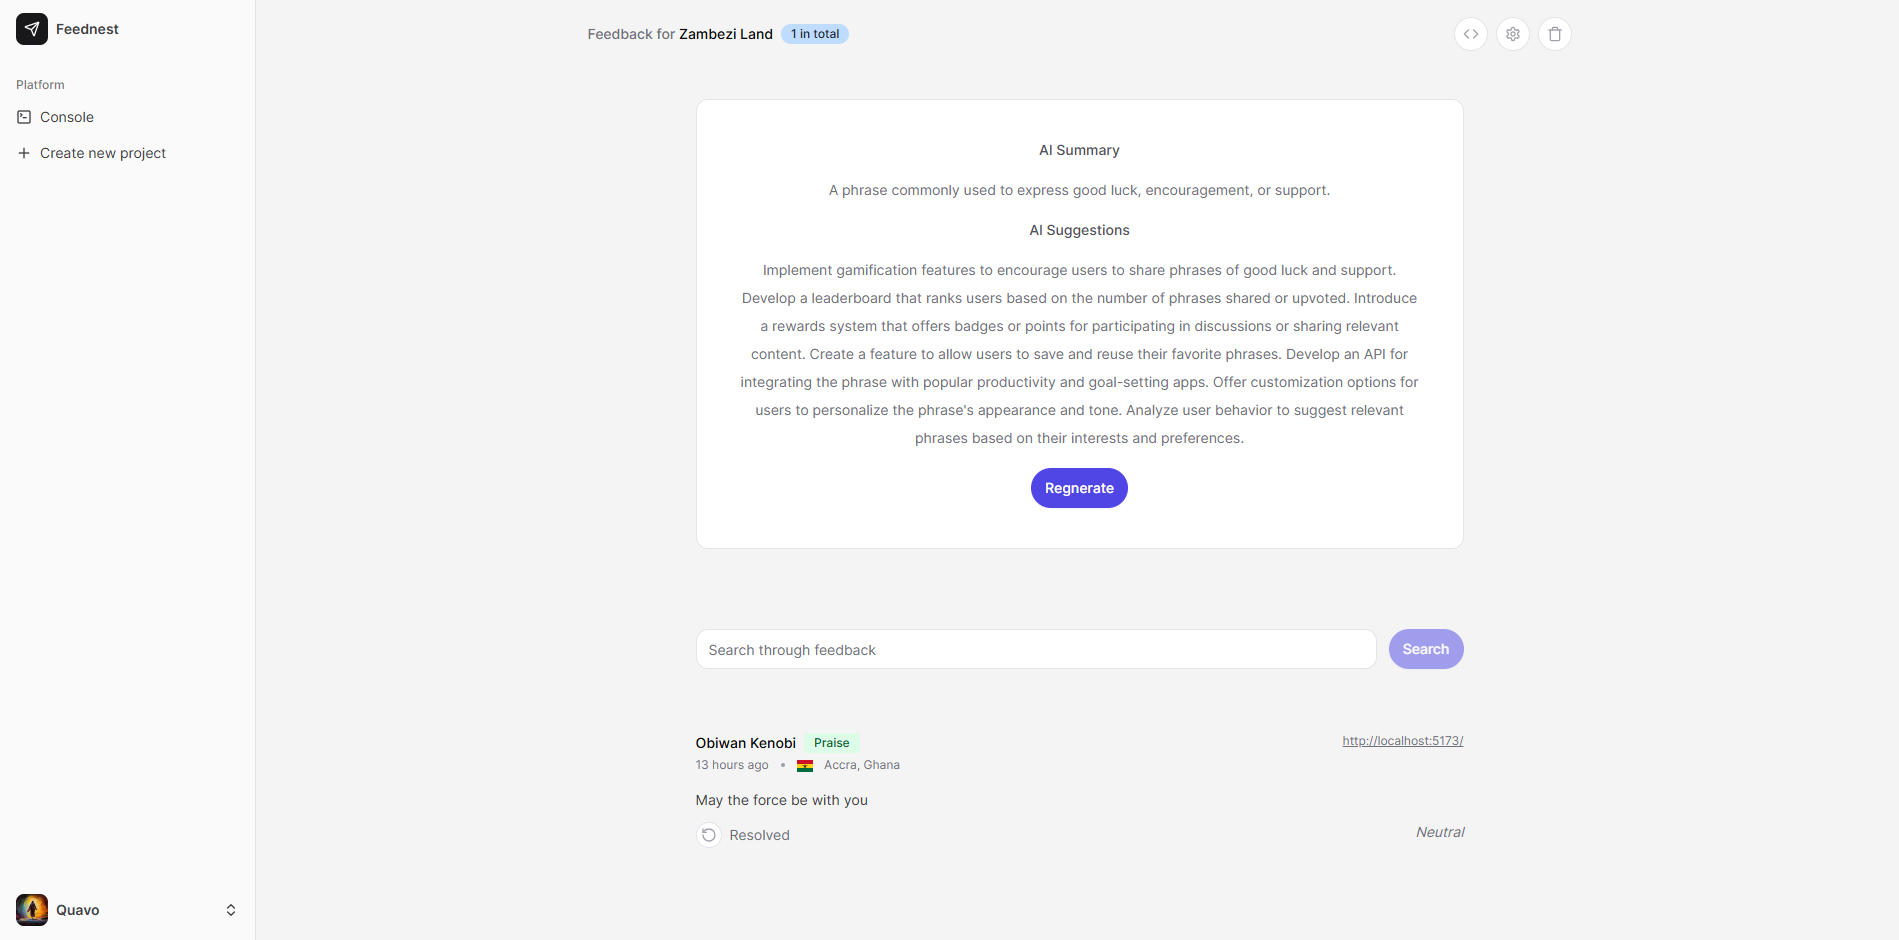 Feednest
Platform
Console
Create new project
Quavo
Feedback for Zambezi Land 1 in total
AI Summary
A phrase commonly used to express good luck, encouragement, or support.
AI Suggestions
Implement gamification features to encourage users to share phrases of good luck and support.
Develop a leaderboard that ranks users based on the number of phrases shared or upvoted. Introduce
a rewards system that offers badges or points for participating in discussions or sharing relevant
content. Create a feature to allow users to save and reuse their favorite phrases. Develop an API for
integrating the phrase with popular productivity and goal-setting apps. Offer customization options for
users to personalize the phrase's appearance and tone. Analyze user behavior to suggest relevant
phrases based on their interests and preferences.
Regnerate
Search through feedback
Search
Obiwan Kenobi Praise
http://localhost:5173/
13 hours ago • Accra, Ghana
May the force be with you
Resolved
Neutral